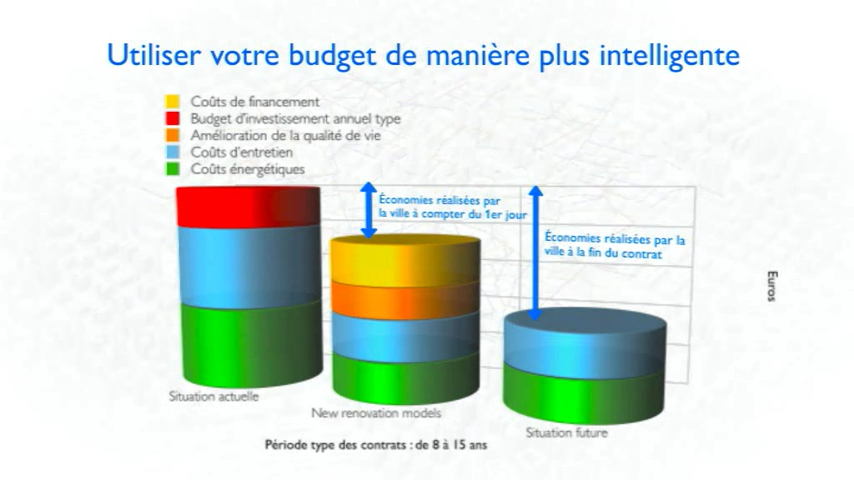 Utiliser votre budget de manière plus intelligente
Coûts de financement
Budget d'investissement annuel type
Amélioration de la qualité de vie
Coûts d'entretien
Coûts énergétiques
Économies réalisées par
la ville à compter du 1er jour
Économies réalisées par la
ville à la fin du contrat
Euros
Situation actuelle
New renovation models
Situation future
Période type des contrats : de 8 à 15 ans